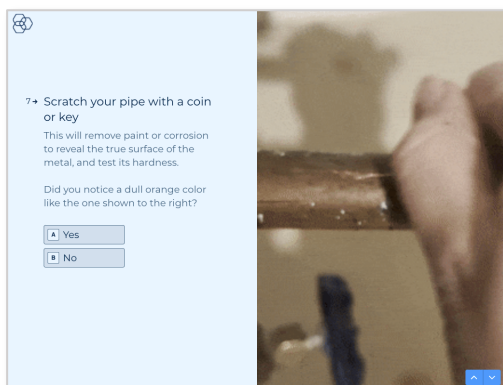 7→ Scratch your pipe with a coin
or key
This will remove paint or corrosion
to reveal the true surface of the
metal, and test its hardness.
Did you notice a dull orange color
like the one shown to the right?
A Yes
B No